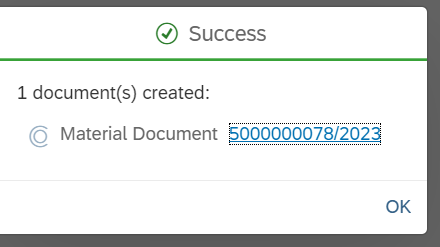 Success
1 document(s) created:
Material Document 5000000078/2023
OK